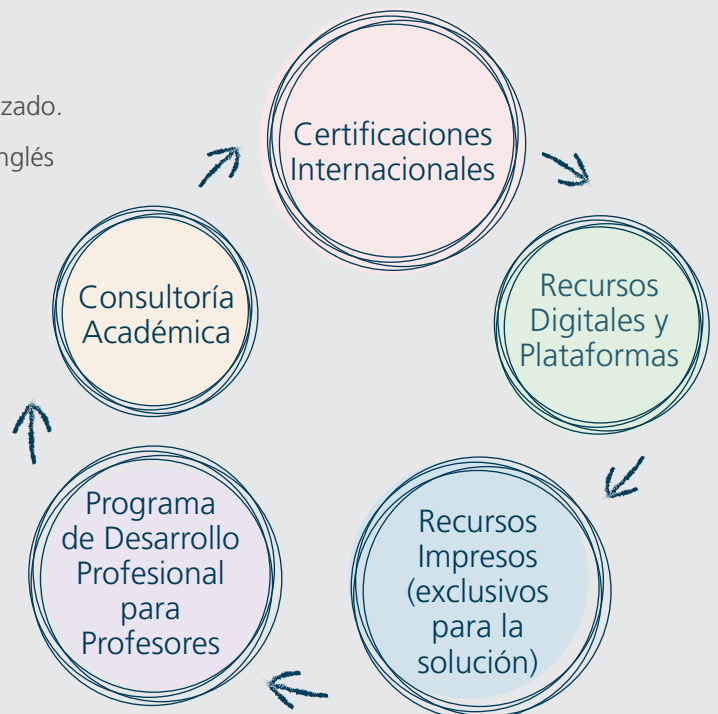 zado.
nglés
Certificaciones
Internacionales
Recursos
Digitales y
Plataformas
Recursos
Impresos
(exclusivos
para la
solución)
Programa
de Desarrollo
Profesional
para
Profesores
Consultoría
Académica